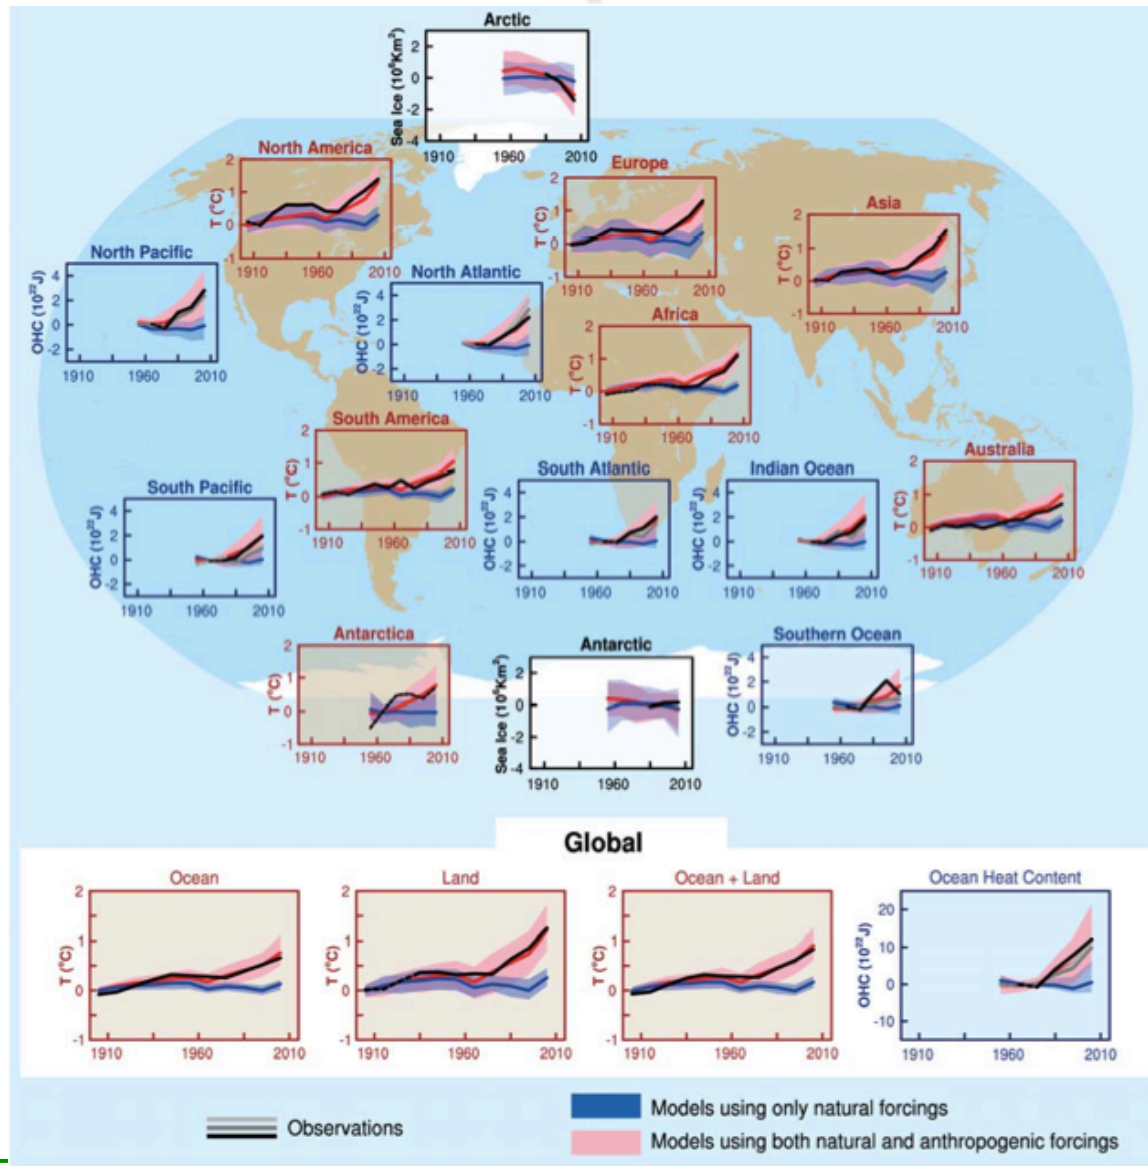 Arctic
Sea Ice (10⁶Km²)
2
0
-2
-4
1910 1960 2010
North America
T (°C)
2
1
0
-1
1910 1960 2010
Europe
T (°C)
2
1
0
-1
1910 1960 2010
Asia
T (°C)
2
1
0
-1
1910 1960 2010
North Pacific
OHC (10²²J)
4
2
0
-2
1910 1960 2010
North Atlantic
OHC (10²²J)
4
2
0
-2
1910 1960 2010
Africa
T (°C)
2
1
0
-1
1910 1960 2010
South America
T (°C)
2
1
0
-1
1910 1960 2010
South Pacific
OHC (10²²J)
4
2
0
-2
1910 1960 2010
South Atlantic
OHC (10²²J)
4
2
0
-2
1910 1960 2010
Indian Ocean
OHC (10²²J)
4
2
0
-2
1910 1960 2010
Australia
T (°C)
2
1
0
-1
1910 1960 2010
Antarctica
T (°C)
2
1
0
-1
1910 1960 2010
Antarctic
Sea Ice (10⁶Km²)
2
0
-2
-4
1910 1960 2010
Southern Ocean
OHC (10²²J)
4
2
0
-2
1910 1960 2010
Global
Ocean
T (°C)
2
1
0
-1
1910 1960 2010
Land
T (°C)
2
1
0
-1
1910 1960 2010
Ocean + Land
T (°C)
2
1
0
-1
1910 1960 2010
Ocean Heat Content
OHC (10²²J)
20
10
0
-10
1910 1960 2010
Observations
Models using only natural forcings
Models using both natural and anthropogenic forcings